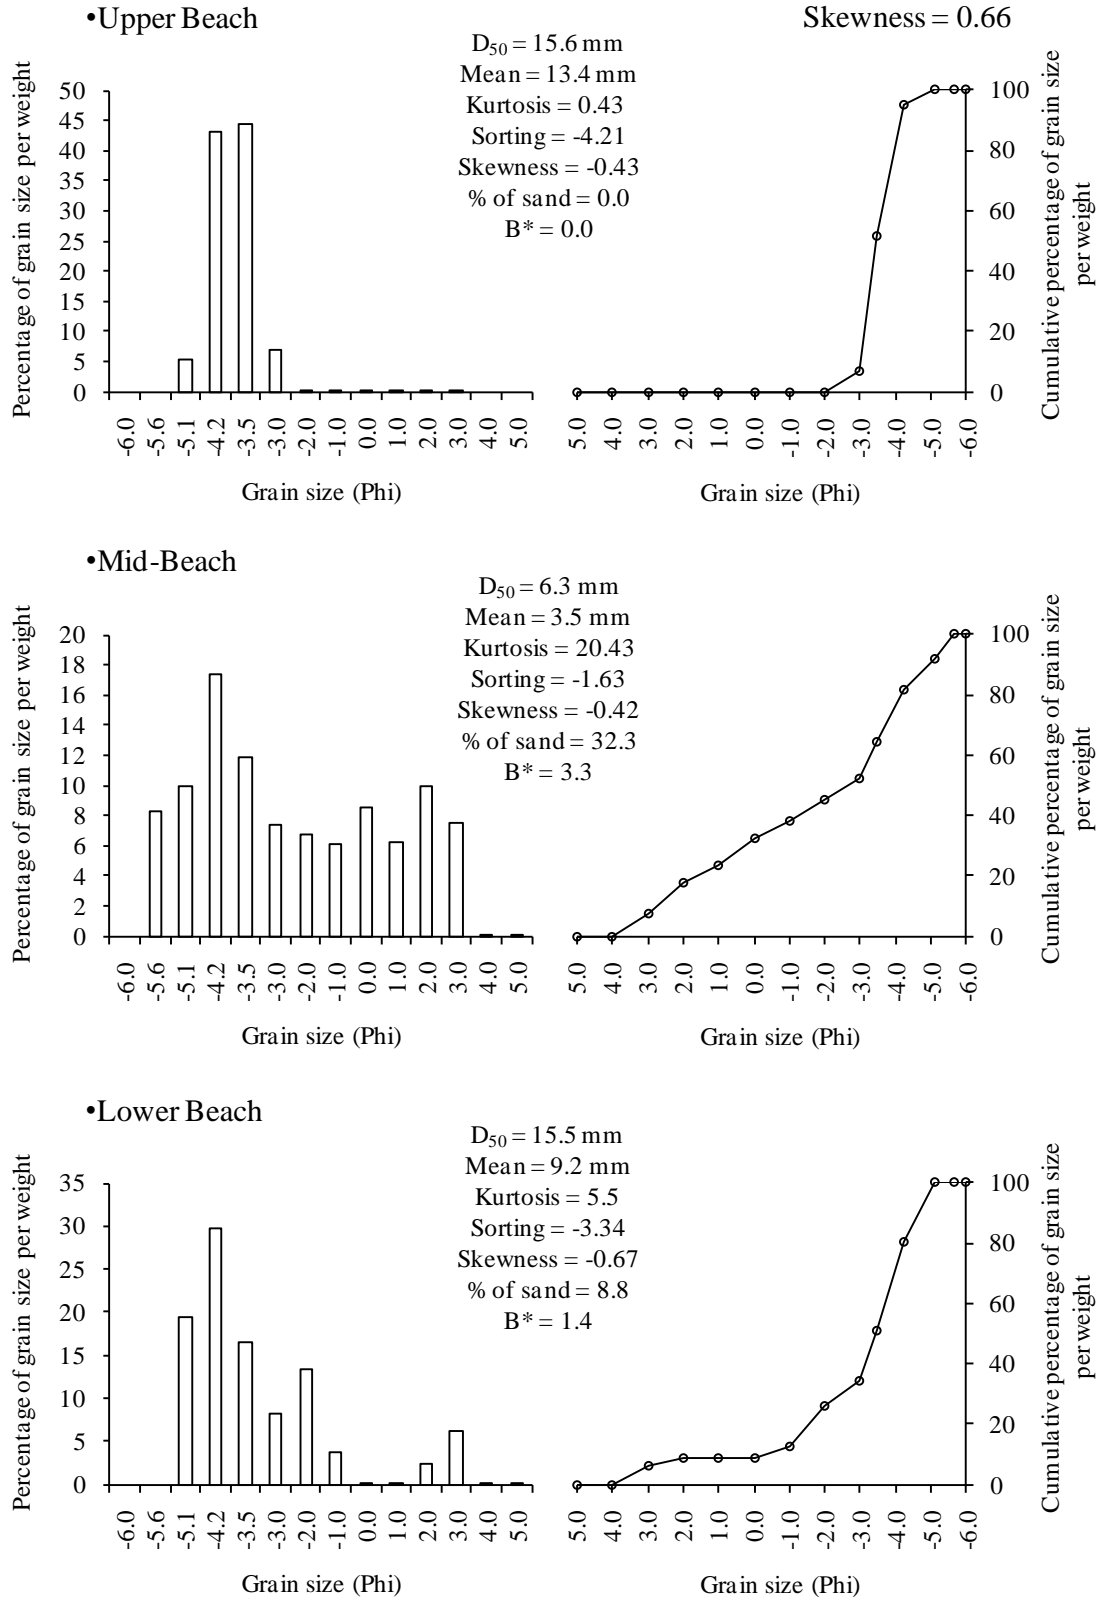 •Upper Beach
Skewness = 0.66
D50 = 15.6 mm
Mean = 13.4 mm
Kurtosis = 0.43
Sorting = -4.21
Skewness = -0.43
% of sand = 0.0
B* = 0.0
Percentage of grain size per weight
50
45
40
35
30
25
20
15
10
5
0
-6.0 -5.6 -5.1 -4.2 -3.5 -3.0 -2.0 -1.0 0.0 1.0 2.0 3.0 4.0 5.0
Grain size (Phi)
100
80
60
40
20
0
Cumulative percentage of grain size
per weight
5.0 4.0 3.0 2.0 1.0 0.0 -1.0 -2.0 -3.0 -4.0 -5.0 -6.0
Grain size (Phi)
•Mid-Beach
D50 = 6.3 mm
Mean = 3.5 mm
Kurtosis = 20.43
Sorting = -1.63
Skewness = -0.42
% of sand = 32.3
B* = 3.3
Percentage of grain size per weight
20
18
16
14
12
10
8
6
4
2
0
-6.0 -5.6 -5.1 -4.2 -3.5 -3.0 -2.0 -1.0 0.0 1.0 2.0 3.0 4.0 5.0
Grain size (Phi)
100
80
60
40
20
0
Cumulative percentage of grain size
per weight
5.0 4.0 3.0 2.0 1.0 0.0 -1.0 -2.0 -3.0 -4.0 -5.0 -6.0
Grain size (Phi)
•Lower Beach
D50 = 15.5 mm
Mean = 9.2 mm
Kurtosis = 5.5
Sorting = -3.34
Skewness = -0.67
% of sand = 8.8
B* = 1.4
Percentage of grain size per weight
35
30
25
20
15
10
5
0
-6.0 -5.6 -5.1 -4.2 -3.5 -3.0 -2.0 -1.0 0.0 1.0 2.0 3.0 4.0 5.0
Grain size (Phi)
100
80
60
40
20
0
Cumulative percentage of grain size
per weight
5.0 4.0 3.0 2.0 1.0 0.0 -1.0 -2.0 -3.0 -4.0 -5.0 -6.0
Grain size (Phi)